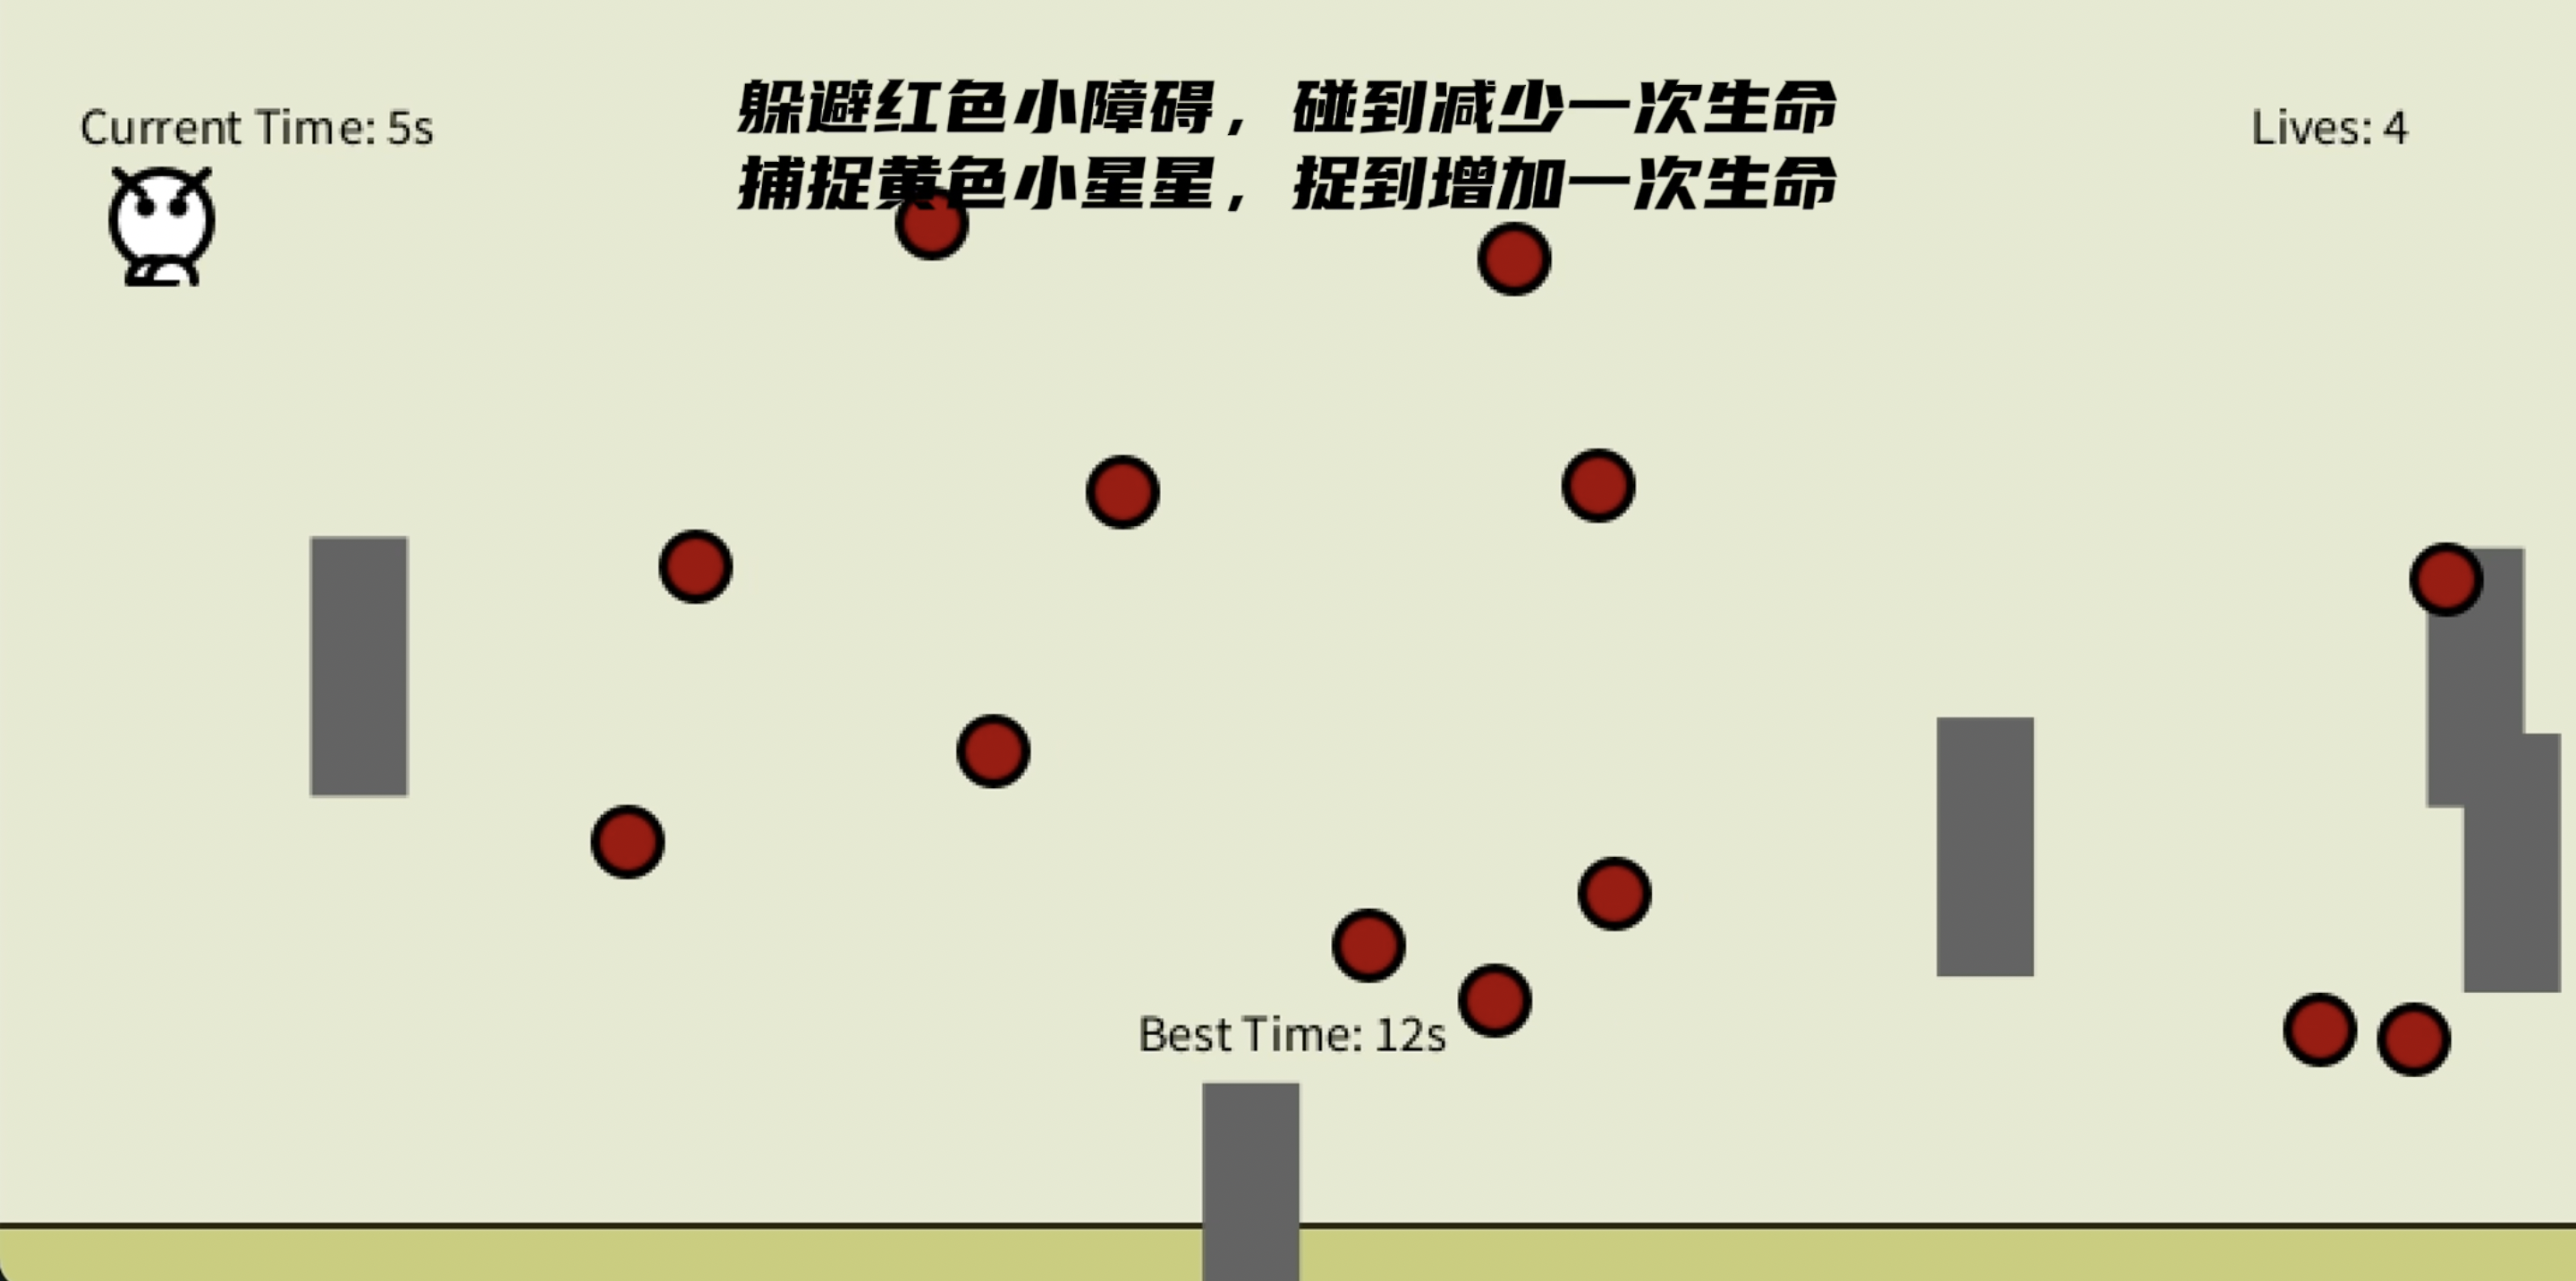 躲避红色小障碍，碰到减少一次生命
Current Time: 5s
Lives: 4
捕捉黄色小星星，捉到增加一次生命
Best Time: 12s